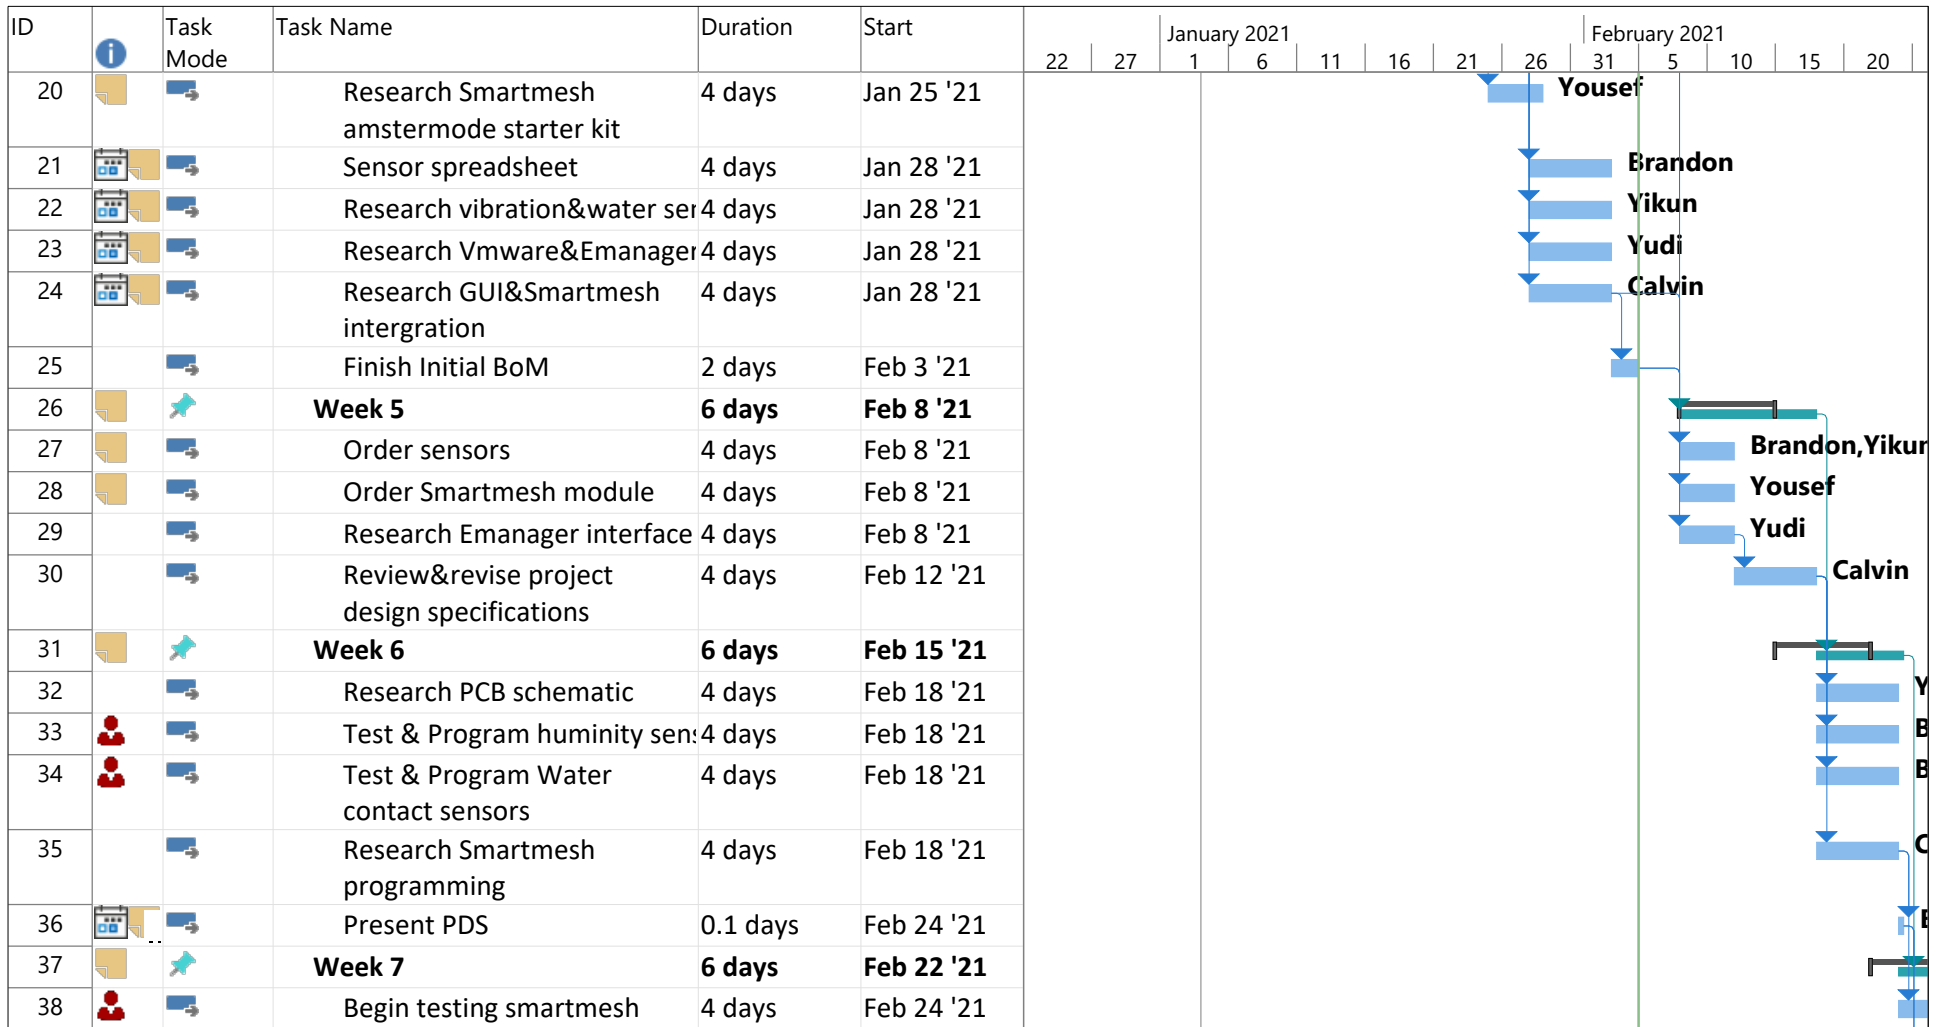 ID Task Mode Task Name Duration Start
January 2021 February 2021
22 27 1 6 11 16 21 26 31 5 10 15 20
20 Research Smartmesh amstermode starter kit 4 days Jan 25 '21 Yousef
21 Sensor spreadsheet 4 days Jan 28 '21 Brandon
22 Research vibration&water ser 4 days Jan 28 '21 Yikun
23 Research Vmware&Emanager 4 days Jan 28 '21 Yudi
24 Research GUI&Smartmesh intergration 4 days Jan 28 '21 Calvin
25 Finish Initial BoM 2 days Feb 3 '21
26 Week 5 6 days Feb 8 '21
27 Order sensors 4 days Feb 8 '21 Brandon,Yikun
28 Order Smartmesh module 4 days Feb 8 '21 Yousef
29 Research Emanager interface 4 days Feb 8 '21 Yudi
30 Review&revise project design specifications 4 days Feb 12 '21 Calvin
31 Week 6 6 days Feb 15 '21
32 Research PCB schematic 4 days Feb 18 '21 Y
33 Test & Program huminity sens 4 days Feb 18 '21 B
34 Test & Program Water contact sensors 4 days Feb 18 '21 B
35 Research Smartmesh programming 4 days Feb 18 '21 C
36 Present PDS 0.1 days Feb 24 '21
37 Week 7 6 days Feb 22 '21
38 Begin testing smartmesh 4 days Feb 24 '21